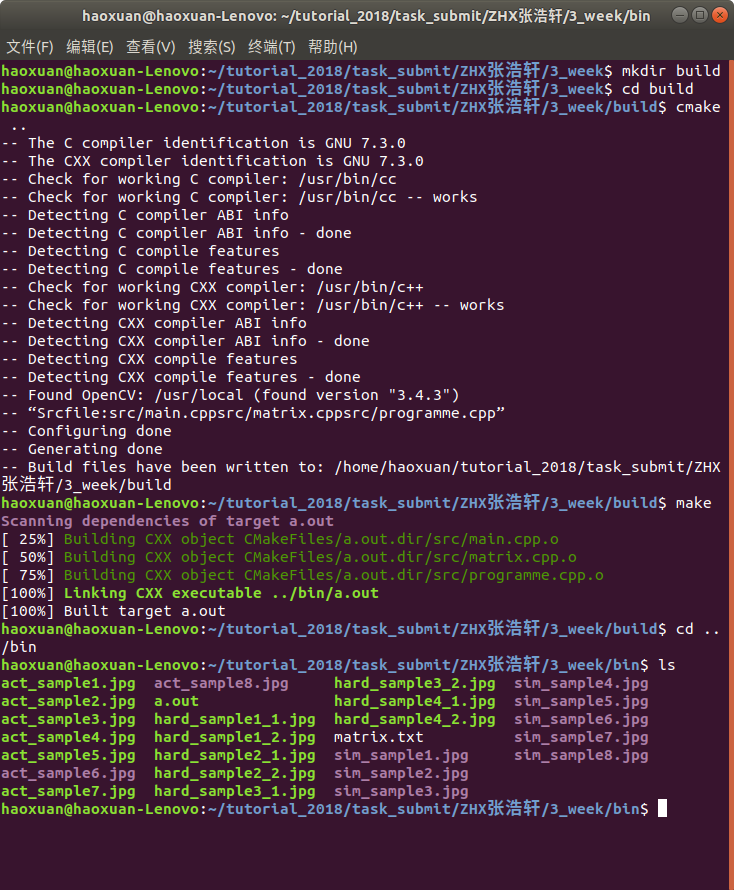 haoxuan@haoxuan-Lenovo: ~/tutorial_2018/task_submit/ZHX张浩轩/3_week/bin
文件(F) 编辑(E) 查看(V) 搜索(S) 终端(T) 帮助(H)
haoxuan@haoxuan-Lenovo:~/tutorial_2018/task_submit/ZHX张浩轩/3_week$ mkdir build
haoxuan@haoxuan-Lenovo:~/tutorial_2018/task_submit/ZHX张浩轩/3_week$ cd build
haoxuan@haoxuan-Lenovo:~/tutorial_2018/task_submit/ZHX张浩轩/3_week/build$ cmake
 ..
-- The C compiler identification is GNU 7.3.0
-- The CXX compiler identification is GNU 7.3.0
-- Check for working C compiler: /usr/bin/cc
-- Check for working C compiler: /usr/bin/cc -- works
-- Detecting C compiler ABI info
-- Detecting C compiler ABI info - done
-- Detecting C compile features
-- Detecting C compile features - done
-- Check for working CXX compiler: /usr/bin/c++
-- Check for working CXX compiler: /usr/bin/c++ -- works
-- Detecting CXX compiler ABI info
-- Detecting CXX compiler ABI info - done
-- Detecting CXX compile features
-- Detecting CXX compile features - done
-- Found OpenCV: /usr/local (found version "3.4.3")
-- “Srcfile:src/main.cppsrc/matrix.cppsrc/programme.cpp”
-- Configuring done
-- Generating done
-- Build files have been written to: /home/haoxuan/tutorial_2018/task_submit/ZHX
张浩轩/3_week/build
haoxuan@haoxuan-Lenovo:~/tutorial_2018/task_submit/ZHX张浩轩/3_week/build$ make
Scanning dependencies of target a.out
[ 25%] Building CXX object CMakeFiles/a.out.dir/src/main.cpp.o
[ 50%] Building CXX object CMakeFiles/a.out.dir/src/matrix.cpp.o
[ 75%] Building CXX object CMakeFiles/a.out.dir/src/programme.cpp.o
[100%] Linking CXX executable ../bin/a.out
[100%] Built target a.out
haoxuan@haoxuan-Lenovo:~/tutorial_2018/task_submit/ZHX张浩轩/3_week/build$ cd ..
/bin
haoxuan@haoxuan-Lenovo:~/tutorial_2018/task_submit/ZHX张浩轩/3_week/bin$ ls
act_sample1.jpg  act_sample8.jpg     hard_sample3_2.jpg  sim_sample4.jpg
act_sample2.jpg  a.out               hard_sample4_1.jpg  sim_sample5.jpg
act_sample3.jpg  hard_sample1_1.jpg  hard_sample4_2.jpg  sim_sample6.jpg
act_sample4.jpg  hard_sample1_2.jpg  matrix.txt          sim_sample7.jpg
act_sample5.jpg  hard_sample2_1.jpg  sim_sample1.jpg     sim_sample8.jpg
act_sample6.jpg  hard_sample2_2.jpg  sim_sample2.jpg
act_sample7.jpg  hard_sample3_1.jpg  sim_sample3.jpg
haoxuan@haoxuan-Lenovo:~/tutorial_2018/task_submit/ZHX张浩轩/3_week/bin$